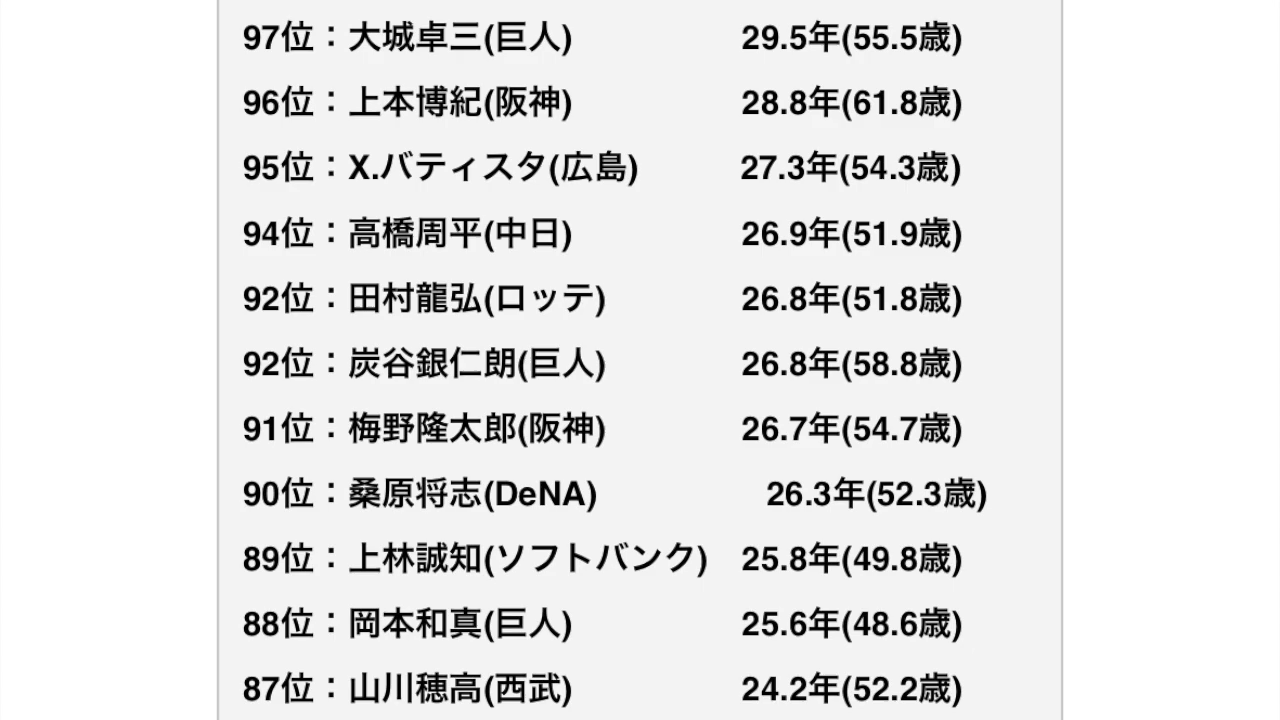 97位：大城卓三(巨人) 29.5年(55.5歳)
96位：上本博紀(阪神) 28.8年(61.8歳)
95位：X.バティスタ(広島) 27.3年(54.3歳)
94位：高橋周平(中日) 26.9年(51.9歳)
92位：田村龍弘(ロッテ) 26.8年(51.8歳)
92位：炭谷銀仁朗(巨人) 26.8年(58.8歳)
91位：梅野隆太郎(阪神) 26.7年(54.7歳)
90位：桑原将志(DeNA) 26.3年(52.3歳)
89位：上林誠知(ソフトバンク) 25.8年(49.8歳)
88位：岡本和真(巨人) 25.6年(48.6歳)
87位：山川穂高(西武) 24.2年(52.2歳)